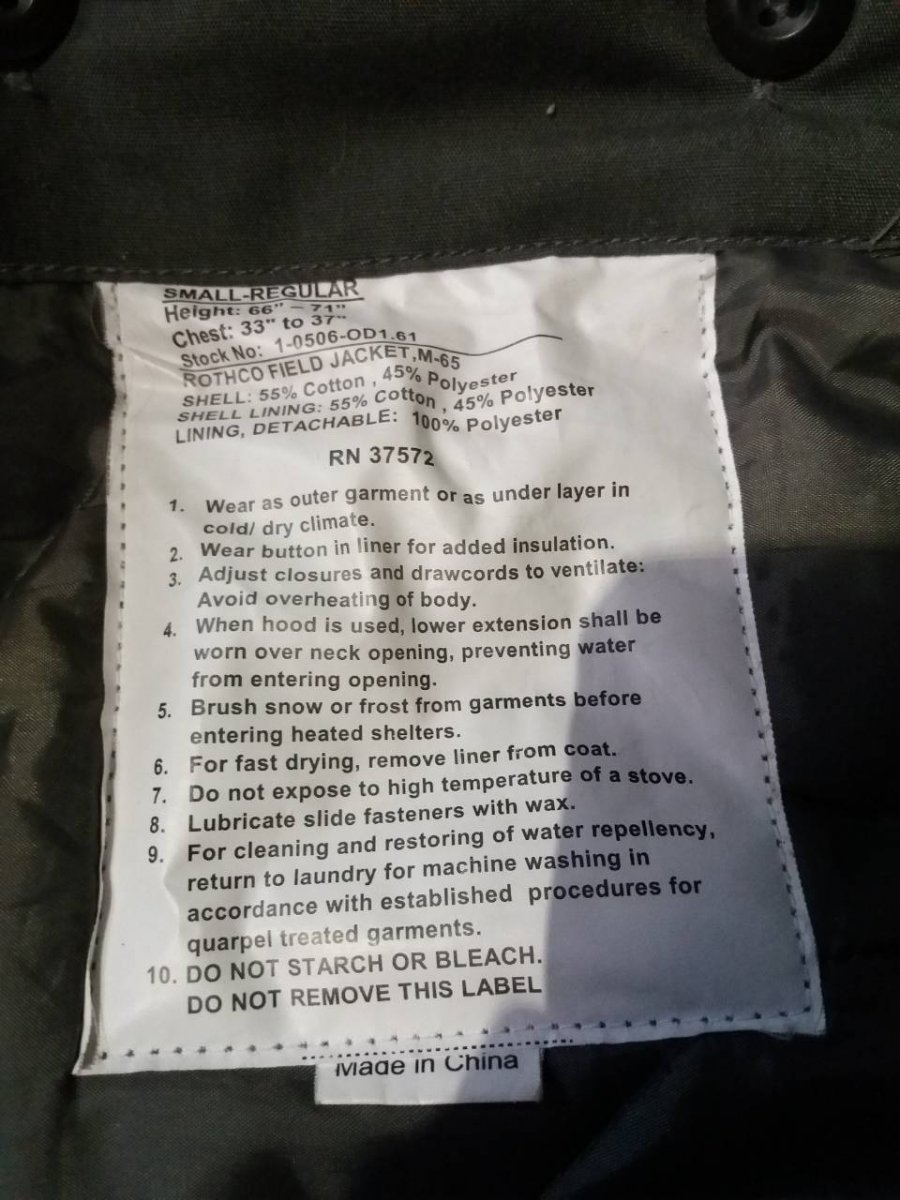 SMALL-REGULAR
Height: 66" - 71"
Chest: 33" to 37"
Stock No: 1-0506-OD1.61
ROTHCO FIELD JACKET,M-65
SHELL: 55% Cotton , 45% Polyester
SHELL LINING: 55% Cotton , 45% Polyester
LINING, DETACHABLE: 100% Polyester
RN 37572
1. Wear as outer garment or as under layer in
cold/ dry climate.
2. Wear button in liner for added insulation.
3. Adjust closures and drawcords to ventilate:
Avoid overheating of body.
4. When hood is used, lower extension shall be
worn over neck opening, preventing water
from entering opening.
5. Brush snow or frost from garments before
entering heated shelters.
6. For fast drying, remove liner from coat.
7. Do not expose to high temperature of a stove.
8. Lubricate slide fasteners with wax.
9. For cleaning and restoring of water repellency,
return to laundry for machine washing in
accordance with established procedures for
quarpel treated garments.
10. DO NOT STARCH OR BLEACH.
DO NOT REMOVE THIS LABEL
Made in China